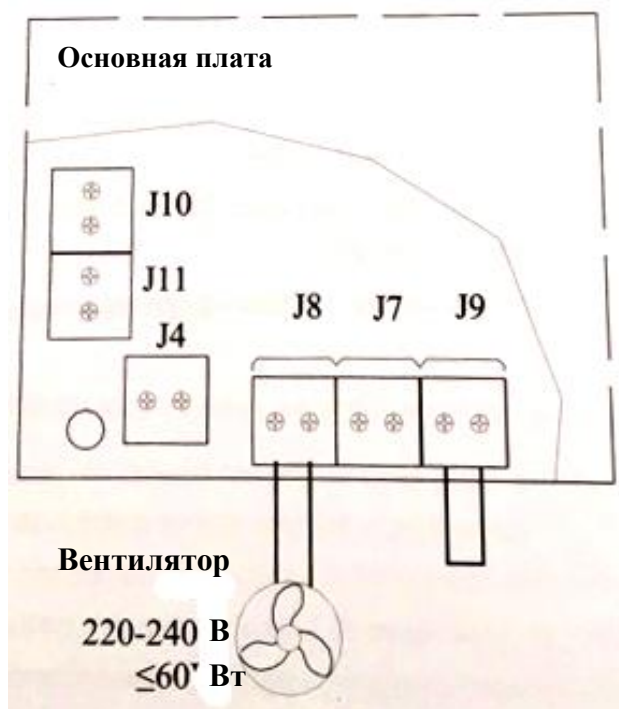 Основная плата
J10
J11
J4
J8 J7 J9
Вентилятор
220-240 В
≤60 Вт